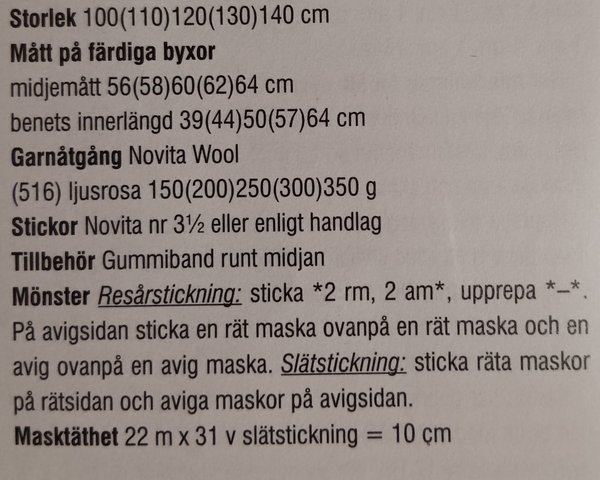 Storlek 100(110)120(130)140 cm
Mått på färdiga byxor
midjemått 56(58)60(62)64 cm
benets innerlängd 39(44)50(57)64 cm
Garnåtgång Novita Wool
(516) ljusrosa 150(200)250(300)350 g
Stickor Novita nr 3½ eller enligt handlag
Tillbehör Gummiband runt midjan
Mönster Resårstickning: sticka *2 rm, 2 am*, upprepa *–*.
På avigsidan sticka en rät maska ovanpå en rät maska och en
avig ovanpå en avig maska. Slätstickning: sticka räta maskor
på rätsidan och aviga maskor på avigsidan.
Masktäthet 22 m x 31 v slätstickning = 10 cm